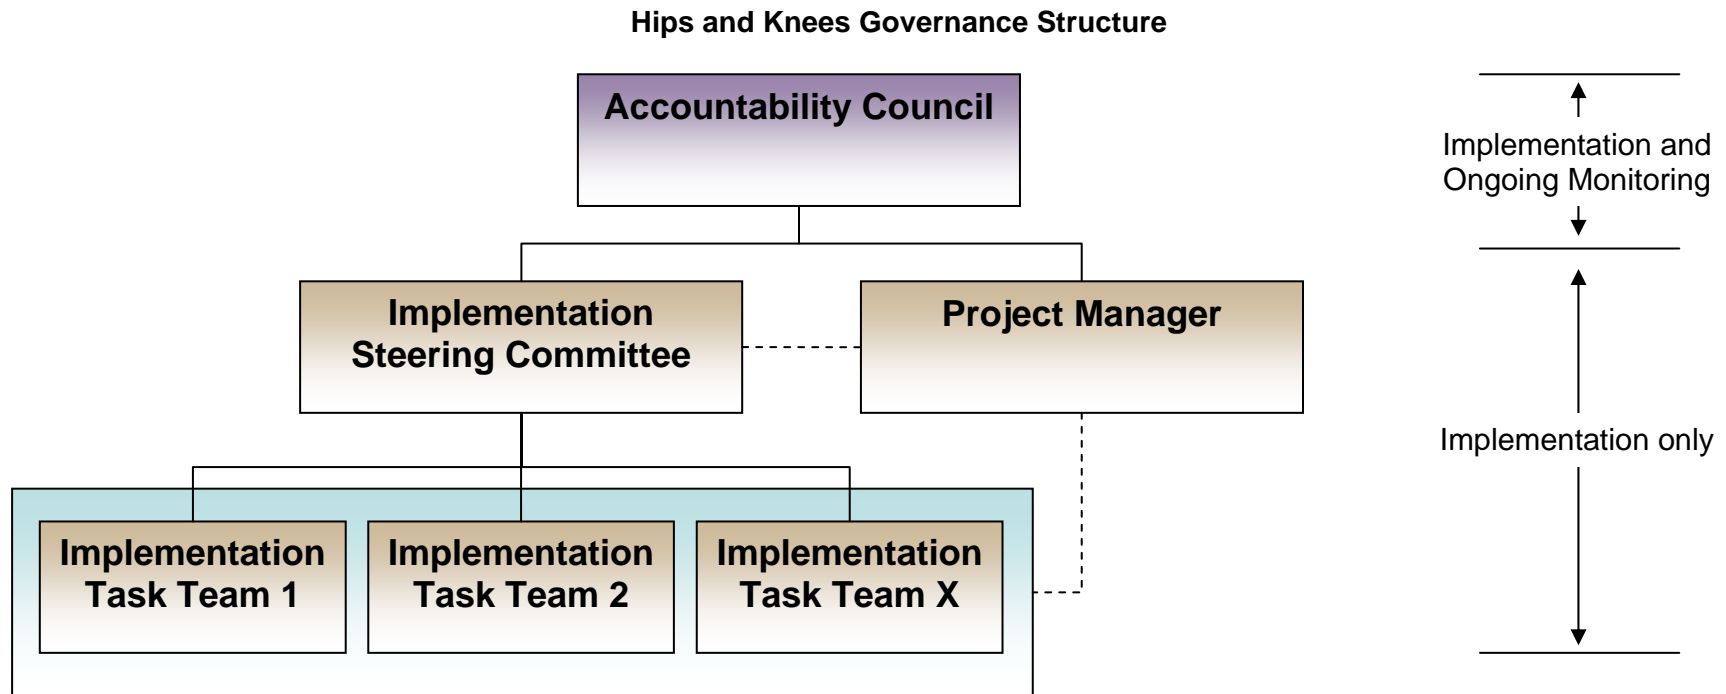 Hips and Knees Governance Structure
Accountability Council
Implementation and
Ongoing Monitoring
Implementation
Steering Committee
Project Manager
Implementation only
Implementation
Task Team 1
Implementation
Task Team 2
Implementation
Task Team X